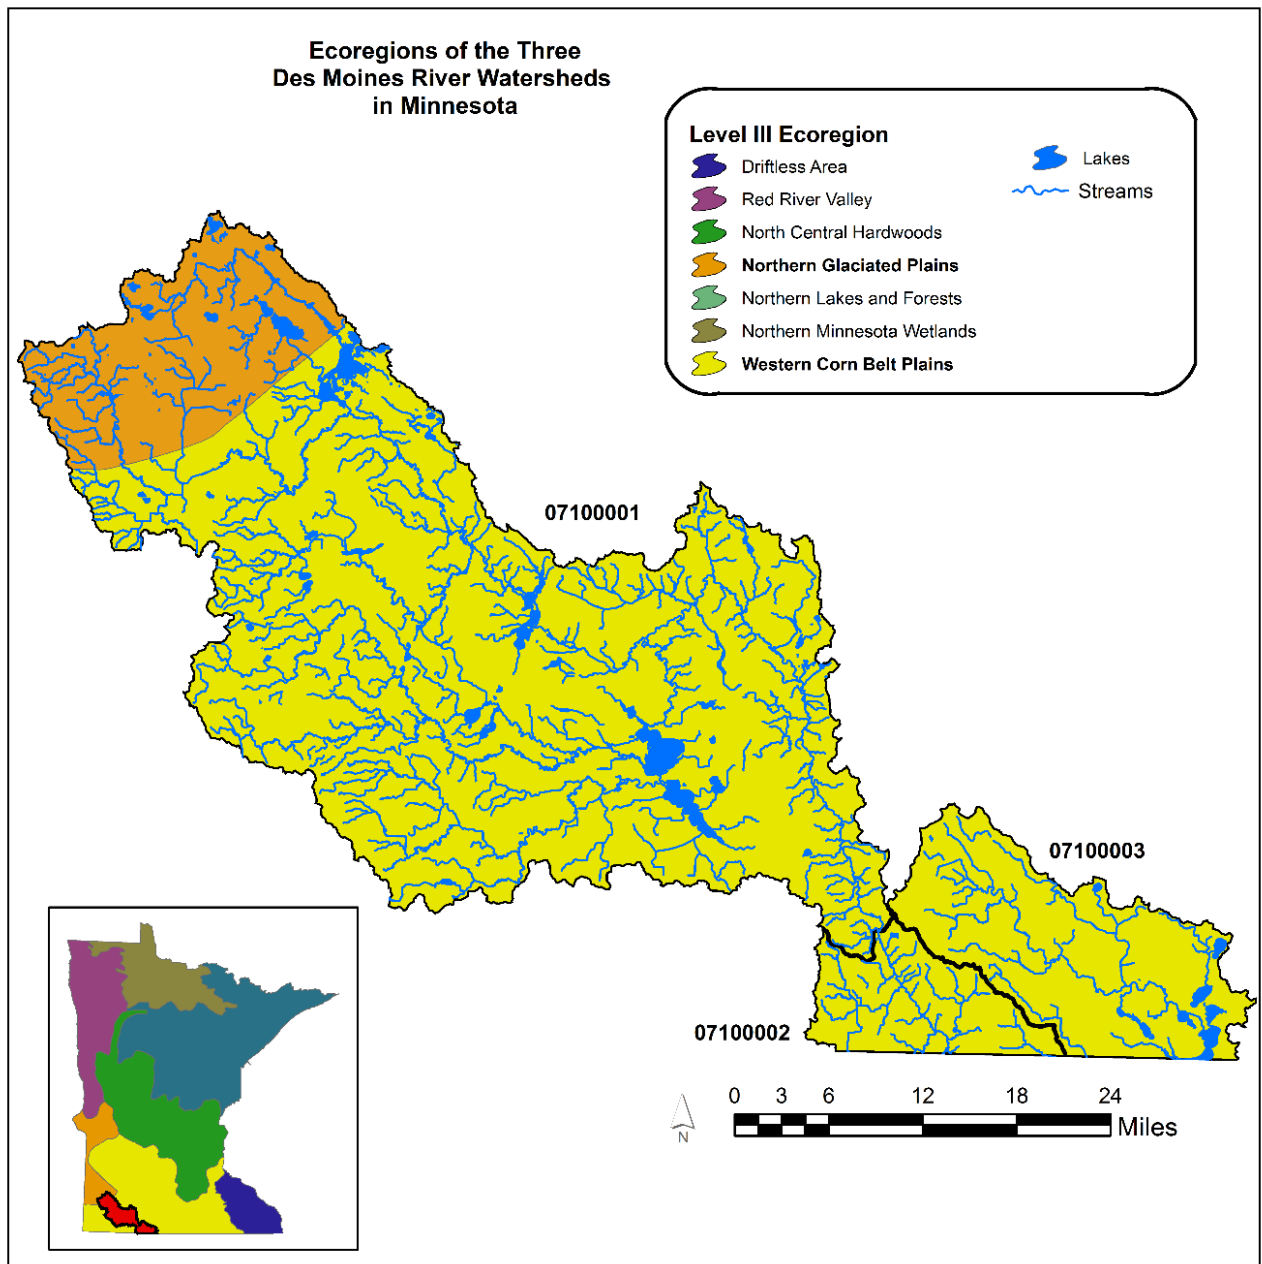 Ecoregions of the Three
Des Moines River Watersheds
in Minnesota
Level III Ecoregion
Driftless Area
Red River Valley
North Central Hardwoods
Northern Glaciated Plains
Northern Lakes and Forests
Northern Minnesota Wetlands
Western Corn Belt Plains
Lakes
Streams
07100001
07100003
07100002
0 3 6 12 18 24
Miles
N